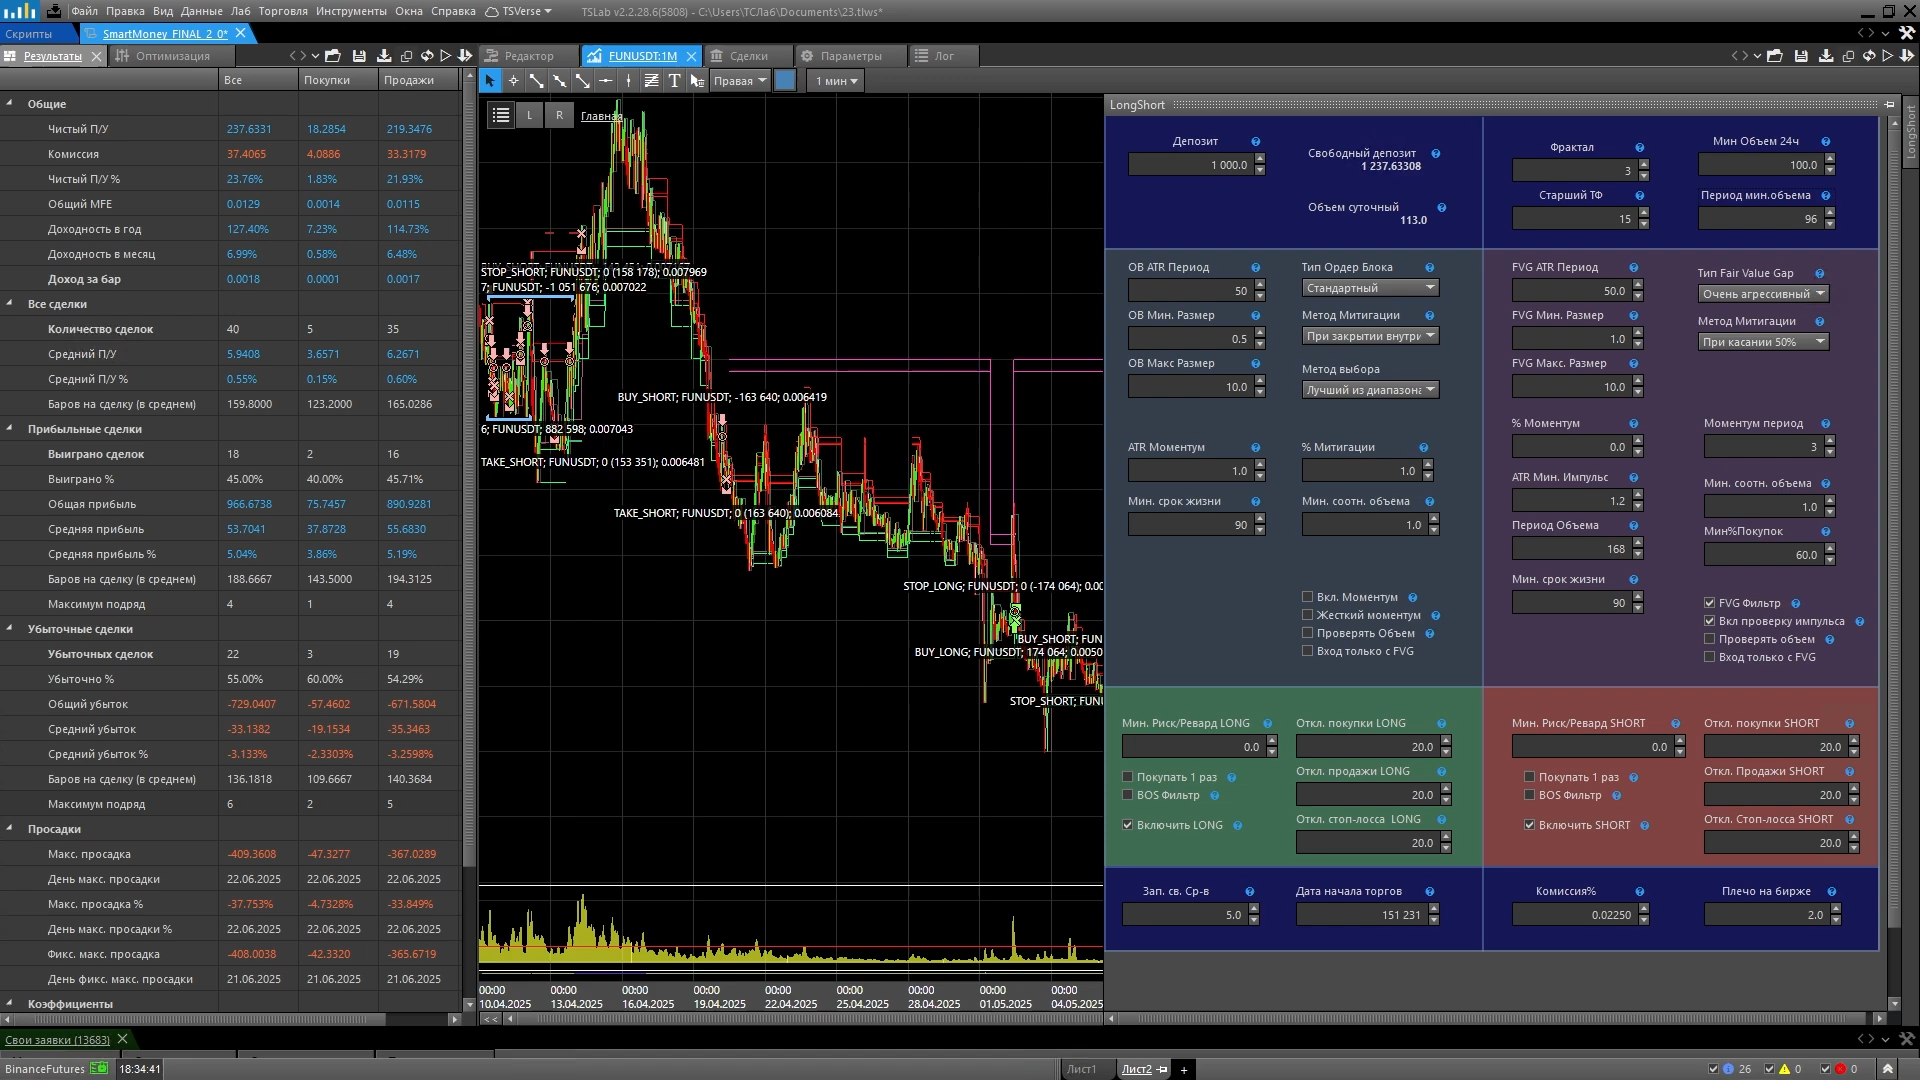 Файл Правка Вид Данные Лаб Торговля Инструменты Окна Справка TSVerse TSLab v2.2.28.6(5808) - C:\Users\ТСЛаб\Documents\23.tlws*
Скрипты SmartMoney_FINAL_2_0*
Результаты Оптимизация Редактор FUNUSDT:1M Сделки Параметры Лог
Все Покупки Продажи
Правая 1 мин
Общие
Чистый П/У 237.6331 18.2854 219.3476
Комиссия 37.4065 4.0886 33.3179
Чистый П/У % 23.76% 1.83% 21.93%
Общий MFE 0.0129 0.0014 0.0115
Доходность в год 127.40% 7.23% 114.73%
Доходность в месяц 6.99% 0.58% 6.48%
Доход за бар 0.0018 0.0001 0.0017
Все сделки
Количество сделок 40 5 35
Средний П/У 5.9408 3.6571 6.2671
Средний П/У % 0.55% 0.15% 0.60%
Баров на сделку (в среднем) 159.8000 123.2000 165.0286
Прибыльные сделки
Выиграно сделок 18 2 16
Выиграно % 45.00% 40.00% 45.71%
Общая прибыль 966.6738 75.7457 890.9281
Средняя прибыль 53.7041 37.8728 55.6830
Средняя прибыль % 5.04% 3.86% 5.19%
Баров на сделку (в среднем) 188.6667 143.5000 194.3125
Максимум подряд 4 1 4
Убыточные сделки
Убыточных сделок 22 3 19
Убыточно % 55.00% 60.00% 54.29%
Общий убыток -729.0407 -57.4602 -671.5804
Средний убыток -33.1382 -19.1534 -35.3463
Средний убыток % -3.133% -2.3303% -3.2598%
Баров на сделку (в среднем) 136.1818 109.6667 140.3684
Максимум подряд 6 2 5
Просадки
Макс. просадка -409.3608 -47.3277 -367.0289
День макс. просадки 22.06.2025 22.06.2025 22.06.2025
Макс. просадка % -37.753% -4.7328% -33.849%
День макс. просадки % 22.06.2025 22.06.2025 22.06.2025
Фикс. макс. просадка -408.0038 -42.3320 -365.6719
День фикс. макс. просадки 21.06.2025 21.06.2025 21.06.2025
Коэффициенты
L R Главная
STOP_SHORT; FUNUSDT; 0 (158 178); 0.007969
7; FUNUSDT; -1 051 676; 0.007022
BUY_SHORT; FUNUSDT; -163 640; 0.006419
6; FUNUSDT; 882 598; 0.007043
TAKE_SHORT; FUNUSDT; 0 (153 351); 0.006481
TAKE_SHORT; FUNUSDT; 0 (163 640); 0.006084
STOP_LONG; FUNUSDT; 0 (-174 064); 0.00
BUY_SHORT; FUN
BUY_LONG; FUNUSDT; 174 064; 0.0050
STOP_SHORT; FUNU
00:00 00:00 00:00 00:00 00:00 00:00 00:00 00:00 00:00
10.04.2025 13.04.2025 16.04.2025 19.04.2025 22.04.2025 25.04.2025 28.04.2025 01.05.2025 04.05.2025
LongShort
LongShort
Депозит
1 000.0
Свободный депозит
1 237.63308
Объем суточный
113.0
Фрактал
3
Мин Объем 24ч
100.0
Старший ТФ
15
Период мин.объема
96
OB ATR Период
50
Тип Ордер Блока
Стандартный
OB Мин. Размер
0.5
Метод Митигации
При закрытии внутри
OB Макс Размер
10.0
Метод выбора
Лучший из диапазона
ATR Моментум
1.0
% Митигации
1.0
Мин. срок жизни
90
Мин. соотн. объема
1.0
Вкл. Моментум
Жесткий моментум
Проверять Объем
Вход только с FVG
FVG ATR Период
50.0
Тип Fair Value Gap
Очень агрессивный
FVG Мин. Размер
1.0
Метод Митигации
При касании 50%
FVG Макс. Размер
10.0
% Моментум
0.0
Моментум период
3
ATR Мин. Импульс
1.2
Мин. соотн. объема
1.0
Период Объема
168
Мин%Покупок
60.0
Мин. срок жизни
90
FVG Фильтр
Вкл проверку импульса
Проверять объем
Вход только с FVG
Мин. Риск/Ревард LONG
0.0
Откл. покупки LONG
20.0
Покупать 1 раз
Откл. продажи LONG
20.0
BOS Фильтр
Включить LONG
Откл. стоп-лосса LONG
20.0
Мин. Риск/Ревард SHORT
0.0
Откл. покупки SHORT
20.0
Покупать 1 раз
Откл. Продажи SHORT
20.0
BOS Фильтр
Включить SHORT
Откл. Стоп-лосса SHORT
20.0
Зап. св. Ср-в
5.0
Дата начала торгов
151 231
Комиссия%
0.02250
Плечо на бирже
2.0
Свои заявки (13683)
BinanceFutures 18:34:41 Лист1 Лист2 + 26 0 0